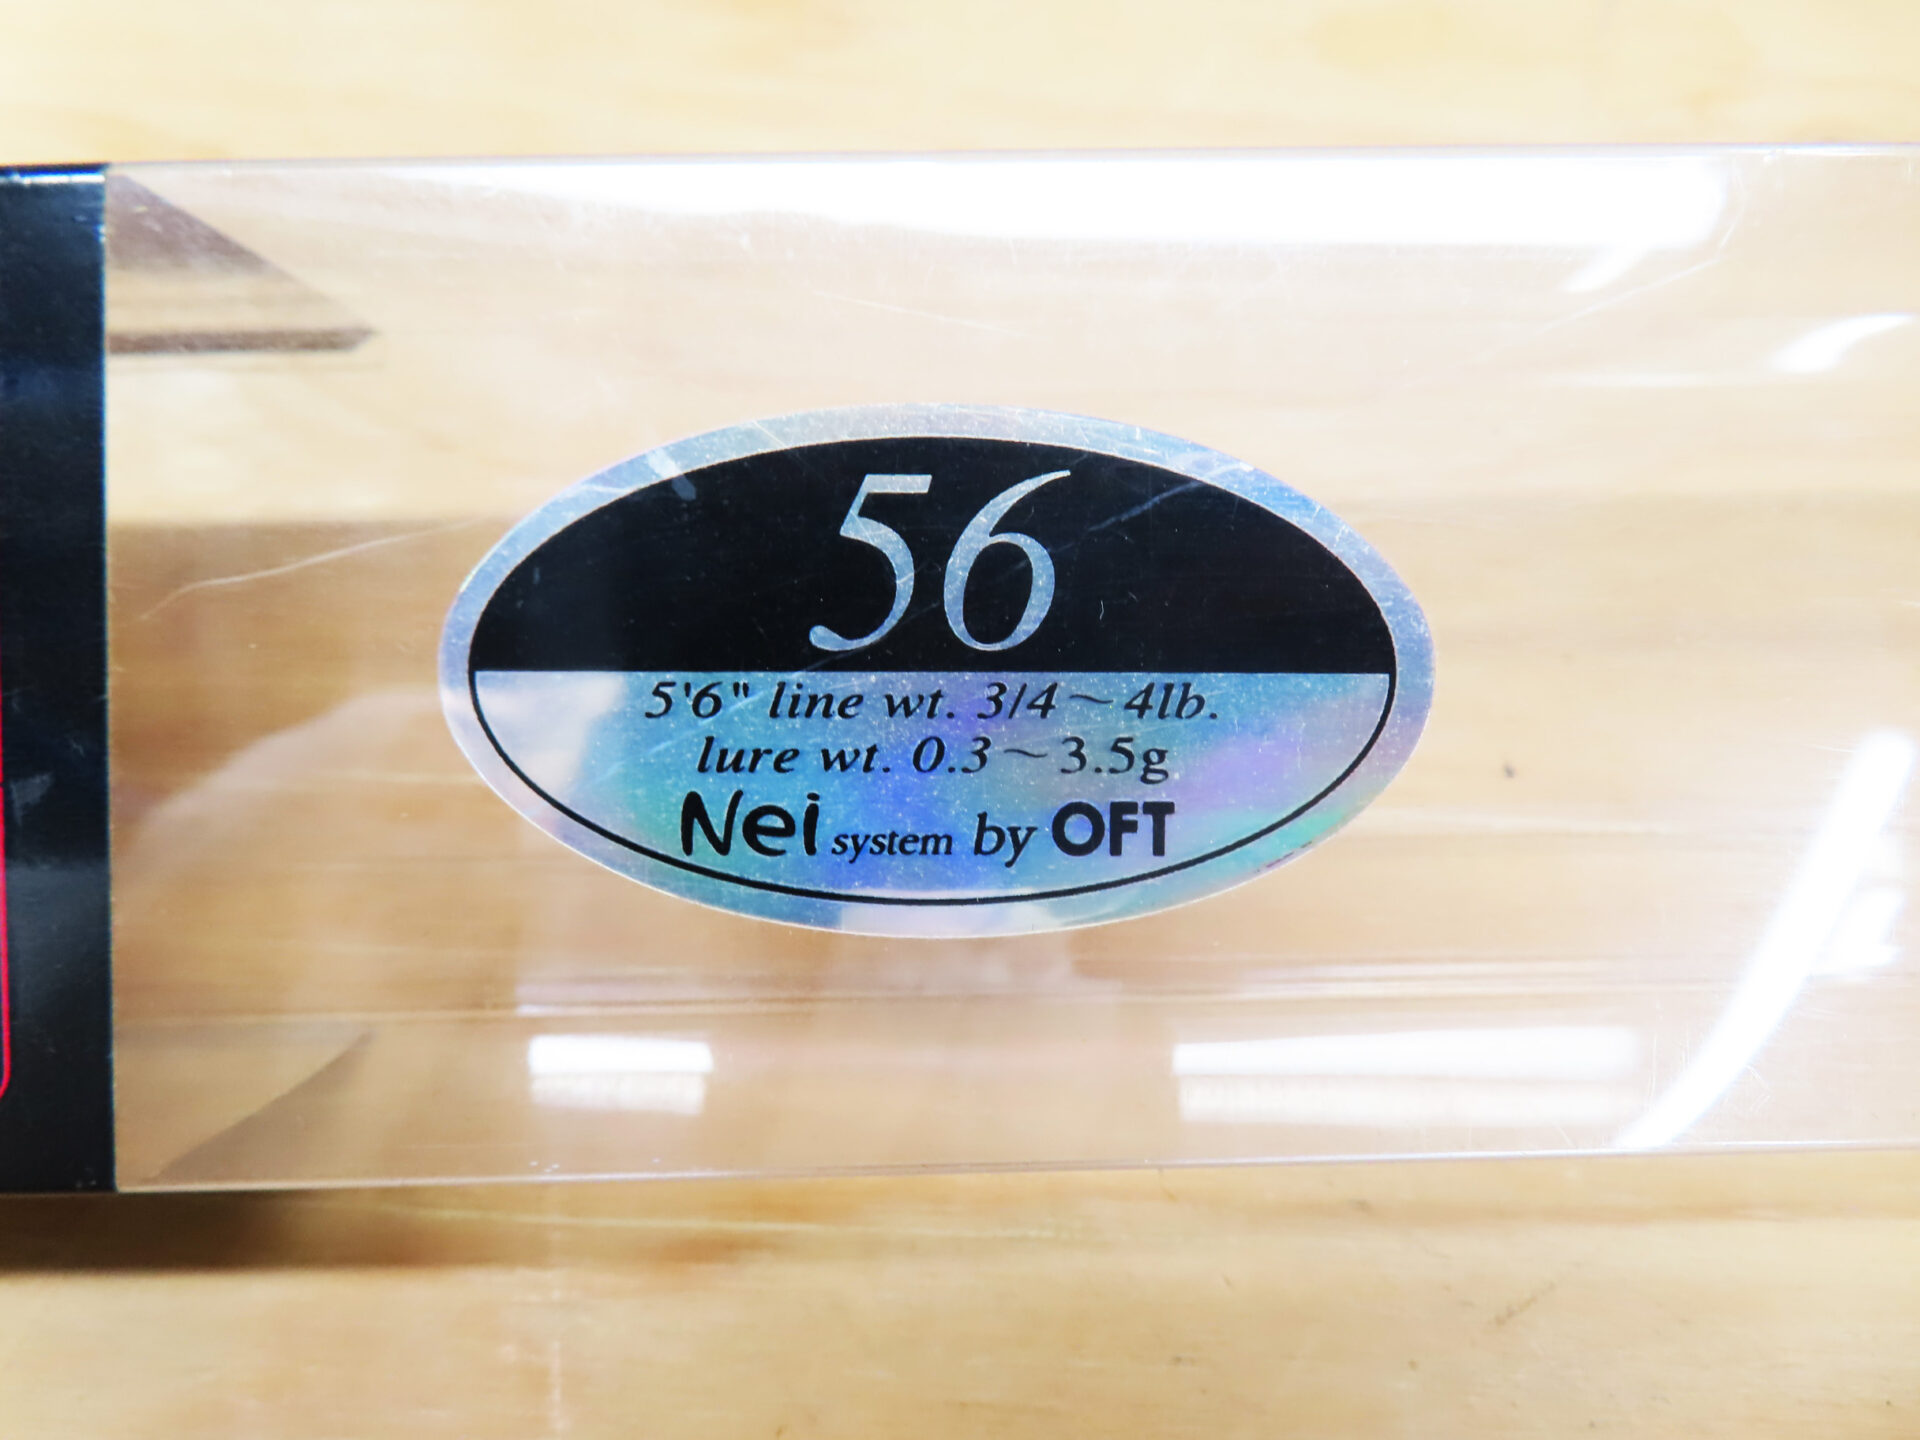 56
5'6" line wt. 3/4~4lb.
lure wt. 0.3~3.5g
Nei system by OFT